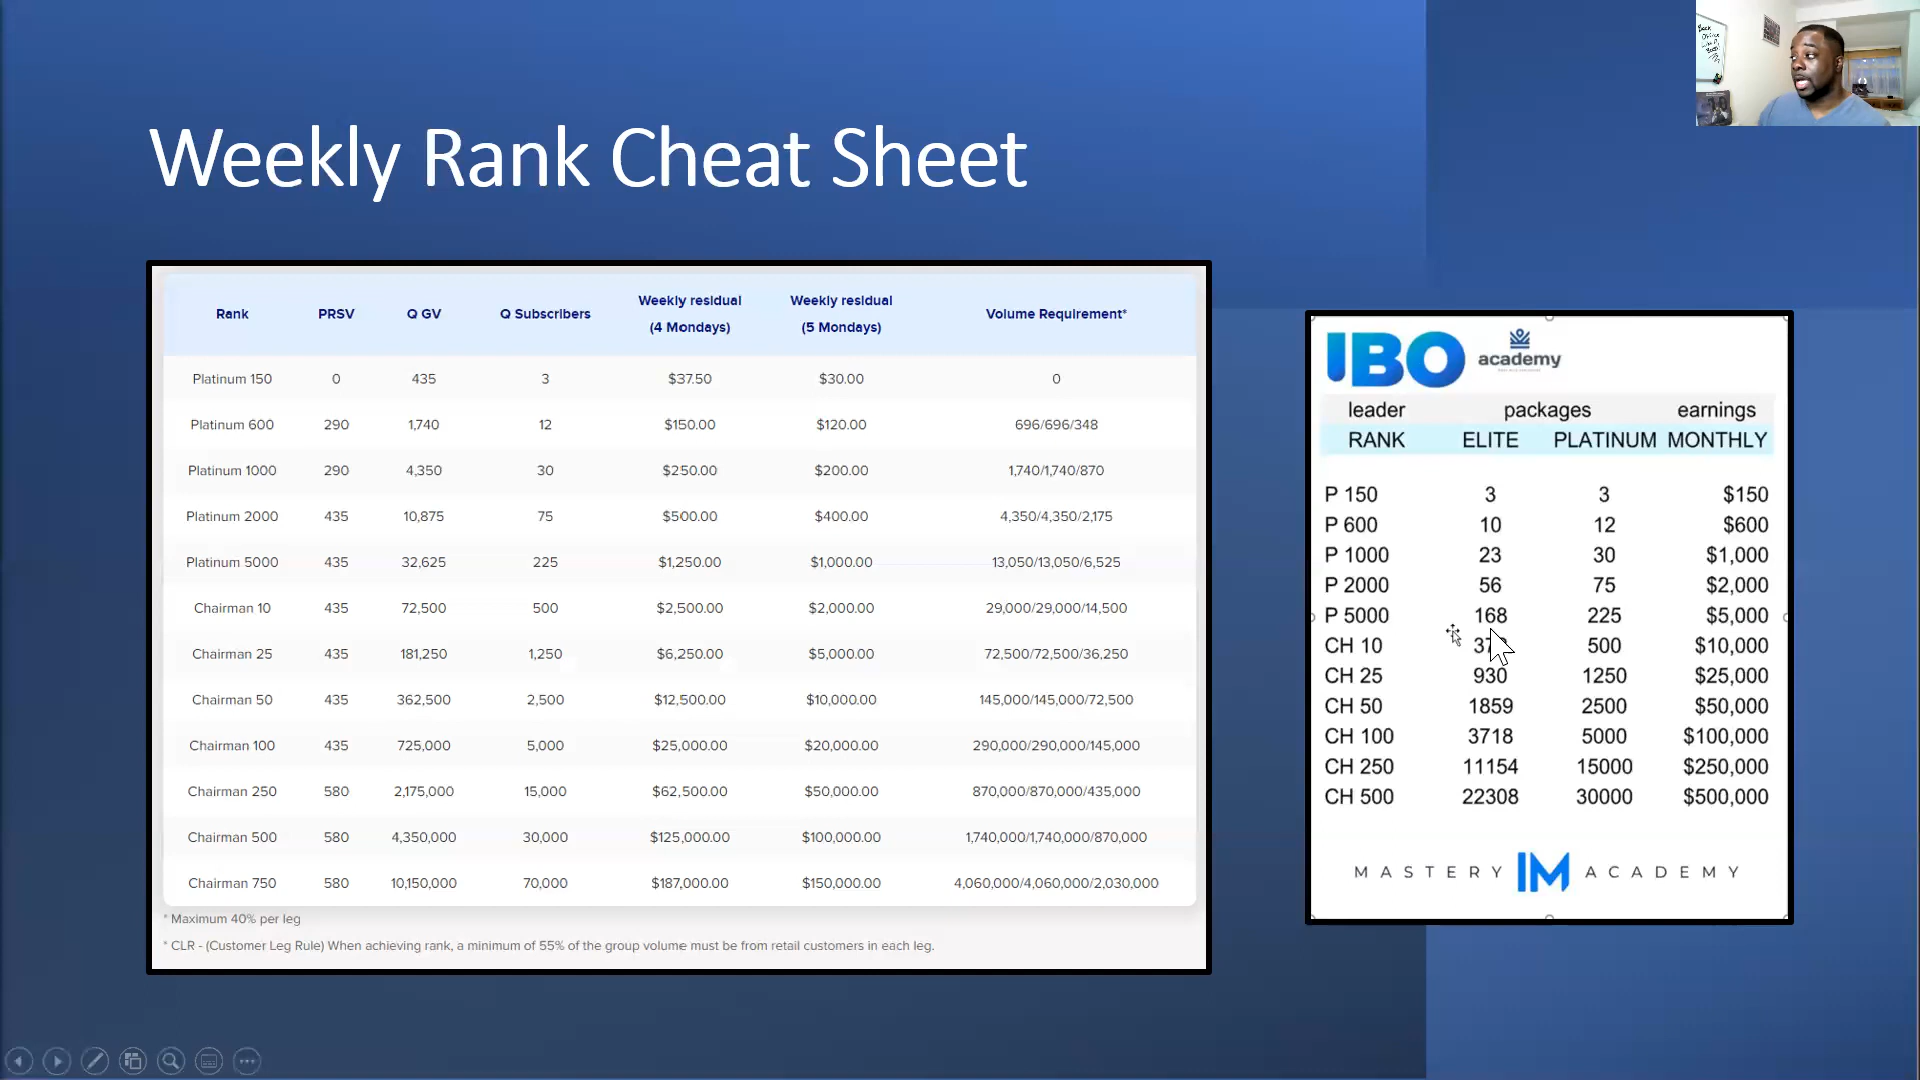 Weekly Rank Cheat Sheet
Rank PRSV Q GV Q Subscribers Weekly residual (4 Mondays) Weekly residual (5 Mondays) Volume Requirement*
Platinum 150 0 435 3 $37.50 $30.00 0
Platinum 600 290 1,740 12 $150.00 $120.00 696/696/348
Platinum 1000 290 4,350 30 $250.00 $200.00 1,740/1,740/870
Platinum 2000 435 10,875 75 $500.00 $400.00 4,350/4,350/2,175
Platinum 5000 435 32,625 225 $1,250.00 $1,000.00 13,050/13,050/6,525
Chairman 10 435 72,500 500 $2,500.00 $2,000.00 29,000/29,000/14,500
Chairman 25 435 181,250 1,250 $6,250.00 $5,000.00 72,500/72,500/36,250
Chairman 50 435 362,500 2,500 $12,500.00 $10,000.00 145,000/145,000/72,500
Chairman 100 435 725,000 5,000 $25,000.00 $20,000.00 290,000/290,000/145,000
Chairman 250 580 2,175,000 15,000 $62,500.00 $50,000.00 870,000/870,000/435,000
Chairman 500 580 4,350,000 30,000 $125,000.00 $100,000.00 1,740,000/1,740,000/870,000
Chairman 750 580 10,150,000 70,000 $187,000.00 $150,000.00 4,060,000/4,060,000/2,030,000
* Maximum 40% per leg
* CLR - (Customer Leg Rule) When achieving rank, a minimum of 55% of the group volume must be from retail customers in each leg.
IBO academy
leader packages earnings
RANK ELITE PLATINUM MONTHLY
P 150 3 3 $150
P 600 10 12 $600
P 1000 23 30 $1,000
P 2000 56 75 $2,000
P 5000 168 225 $5,000
CH 10 500 $10,000
CH 25 930 1250 $25,000
CH 50 1859 2500 $50,000
CH 100 3718 5000 $100,000
CH 250 11154 15000 $250,000
CH 500 22308 30000 $500,000
MASTERY IM ACADEMY